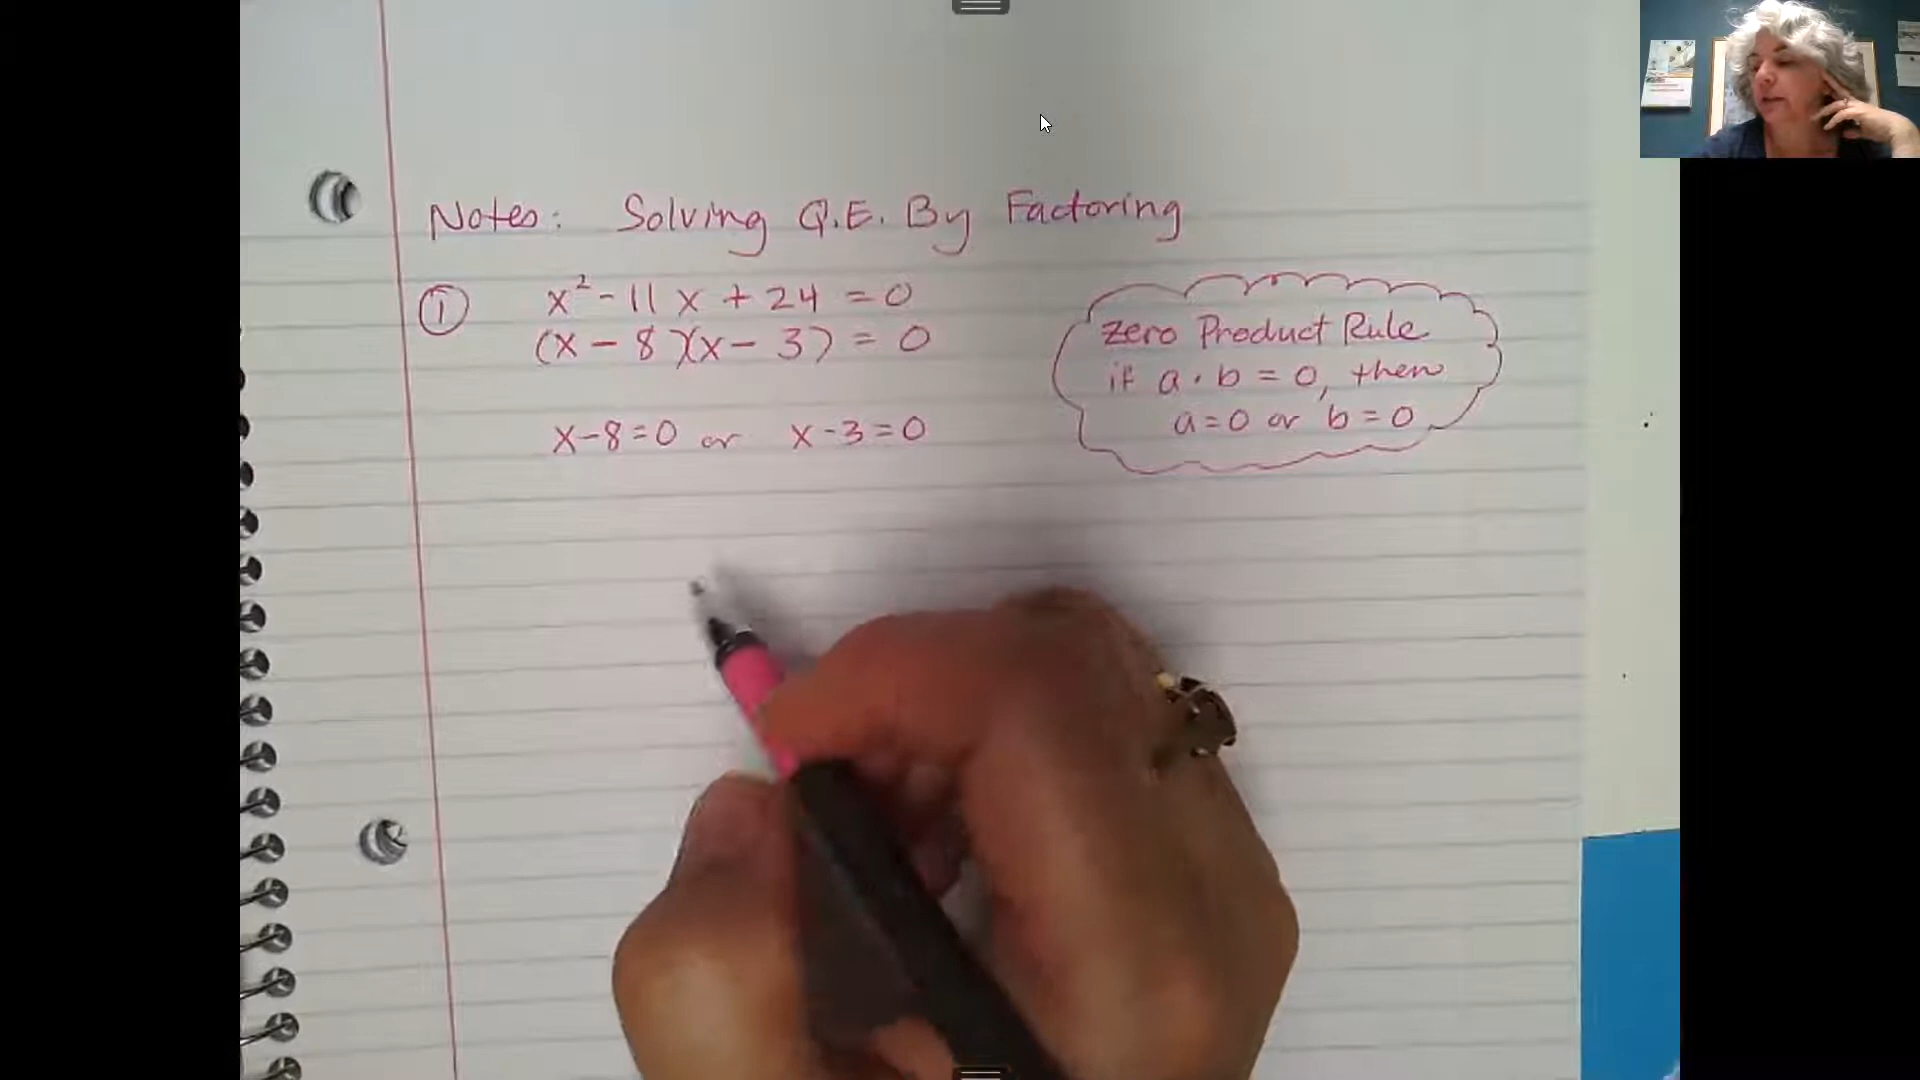 Notes: Solving Q.E. By Factoring
① x² - 11x + 24 = 0
(x - 8)(x - 3) = 0
x - 8 = 0 or x - 3 = 0
Zero Product Rule
if a · b = 0, then
a = 0 or b = 0